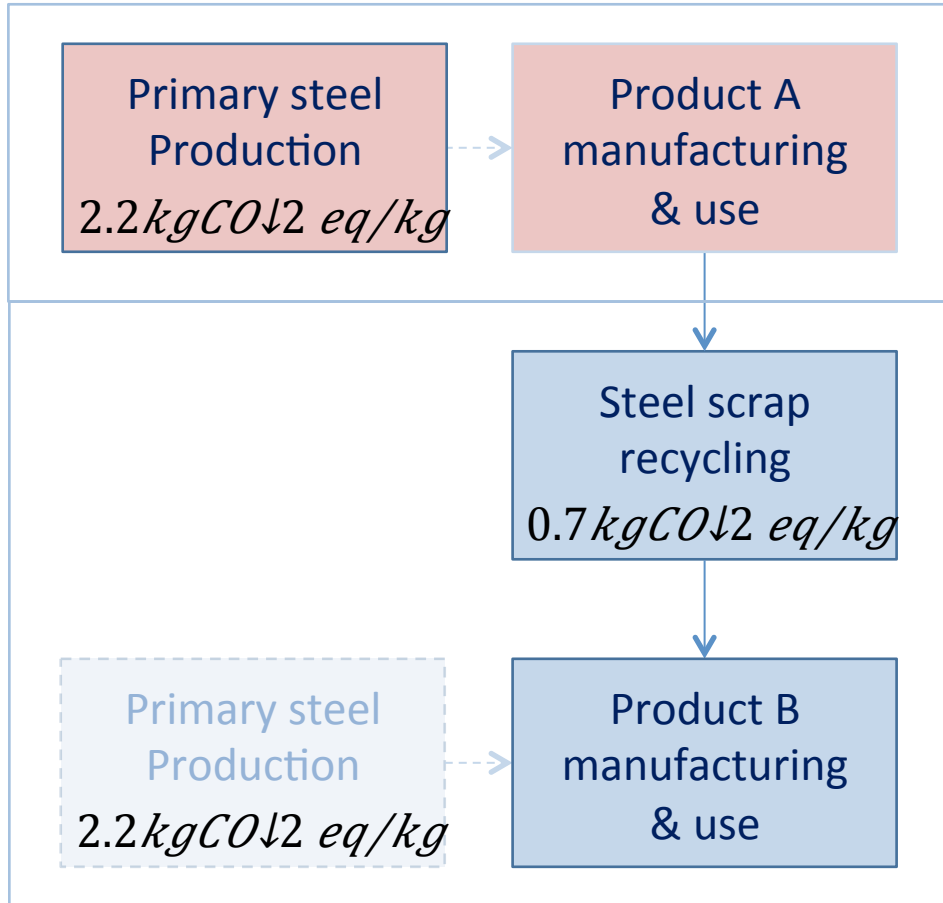 Primary steel
Production
2.2kgCO↓2 eq/kg
Product A
manufacturing
& use
Steel scrap
recycling
0.7kgCO↓2 eq/kg
Primary steel
Production
2.2kgCO↓2 eq/kg
Product B
manufacturing
& use